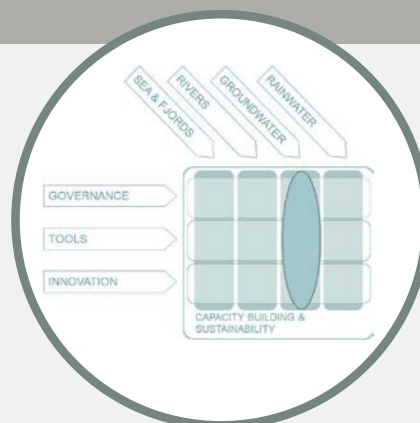 SEA & FJORDS
RIVERS
GROUNDWATER
RAINWATER
GOVERNANCE
TOOLS
INNOVATION
CAPACITY BUILDING &
SUSTAINABILITY